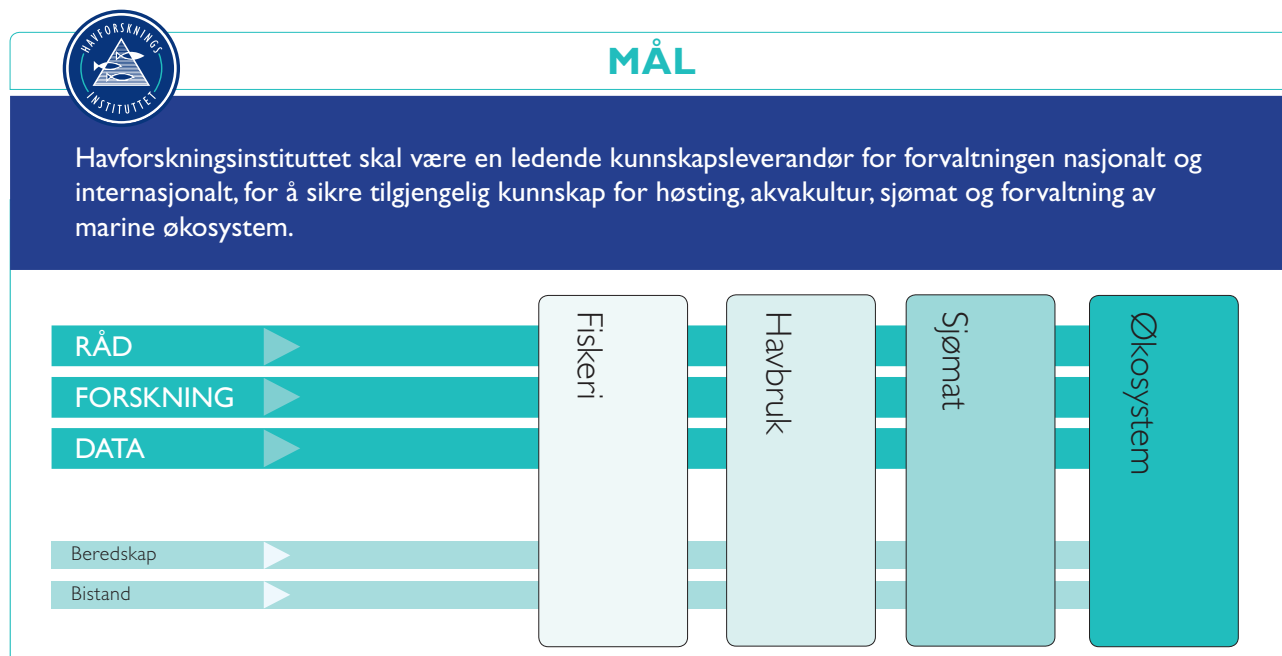 HAVFORSKNINGS
INSTITUTTET
MÅL
Havforskningsinstituttet skal være en ledende kunnskapsleverandør for forvaltningen nasjonalt og
internasjonalt, for å sikre tilgjengelig kunnskap for høsting, akvakultur, sjømat og forvaltning av
marine økosystem.
RÅD
FORSKNING
DATA
Beredskap
Bistand
Fiskeri
Havbruk
Sjømat
Økosystem